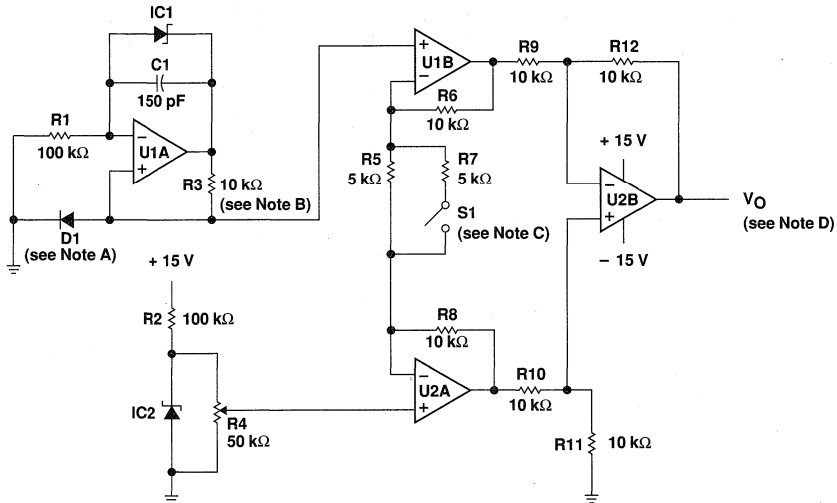 IC1
C1
150 pF
R1
100 kΩ
−
U1A
+
R3
10 kΩ
(see Note B)
D1
(see Note A)
+ 15 V
R2
100 kΩ
IC2
R4
50 kΩ
+
U1B
−
R6
10 kΩ
R5
5 kΩ
R7
5 kΩ
S1
(see Note C)
R8
10 kΩ
−
U2A
+
R9
10 kΩ
R12
10 kΩ
+ 15 V
−
U2B
+
− 15 V
VO
(see Note D)
R10
10 kΩ
R11
10 kΩ